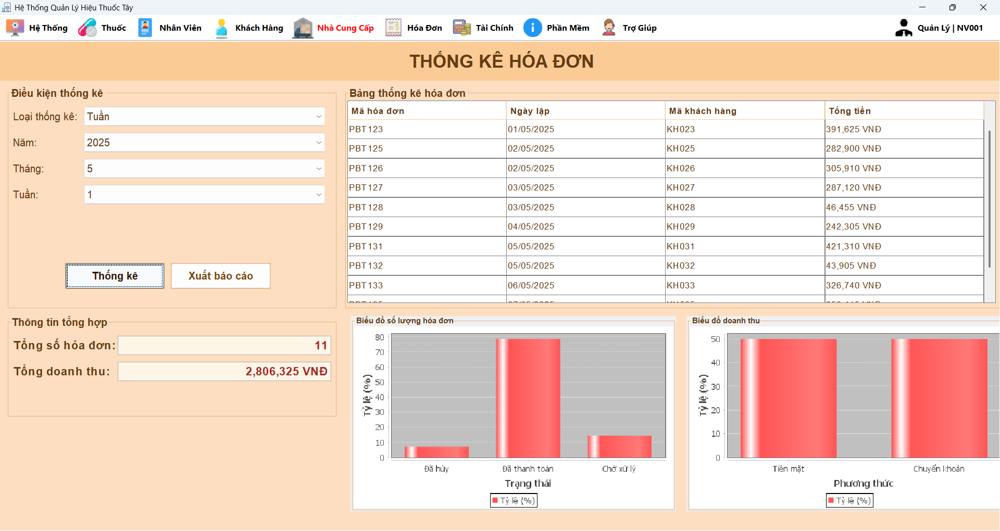 Hệ Thống Quản Lý Hiệu Thuốc Tây
Hệ Thống Thuốc Nhân Viên Khách Hàng Nhà Cung Cấp Hóa Đơn Tài Chính Phần Mềm Trợ Giúp Quản Lý | NV001
THỐNG KÊ HÓA ĐƠN
Điều kiện thống kê
Loại thống kê: Tuần
Năm: 2025
Tháng: 5
Tuần: 1
Thống kê Xuất báo cáo
Thông tin tổng hợp
Tổng số hóa đơn: 11
Tổng doanh thu: 2,806,325 VNĐ
Bảng thống kê hóa đơn
Mã hóa đơn Ngày lập Mã khách hàng Tổng tiền
PBT123 01/05/2025 KH023 391,625 VNĐ
PBT125 02/05/2025 KH025 282,900 VNĐ
PBT126 02/05/2025 KH026 305,910 VNĐ
PBT127 03/05/2025 KH027 287,120 VNĐ
PBT128 03/05/2025 KH028 46,455 VNĐ
PBT129 04/05/2025 KH029 242,305 VNĐ
PBT131 05/05/2025 KH031 421,310 VNĐ
PBT132 05/05/2025 KH032 43,905 VNĐ
PBT133 06/05/2025 KH033 326,740 VNĐ
Biểu đồ số lượng hóa đơn
Tỷ lệ (%)
80
70
60
50
40
30
20
10
0
Đã hủy Đã thanh toán Chờ xử lý
Trạng thái
Tỷ lệ (%)
Biểu đồ doanh thu
Tỷ lệ (%)
50
40
30
20
10
0
Tiền mặt Chuyển khoản
Phương thức
Tỷ lệ (%)